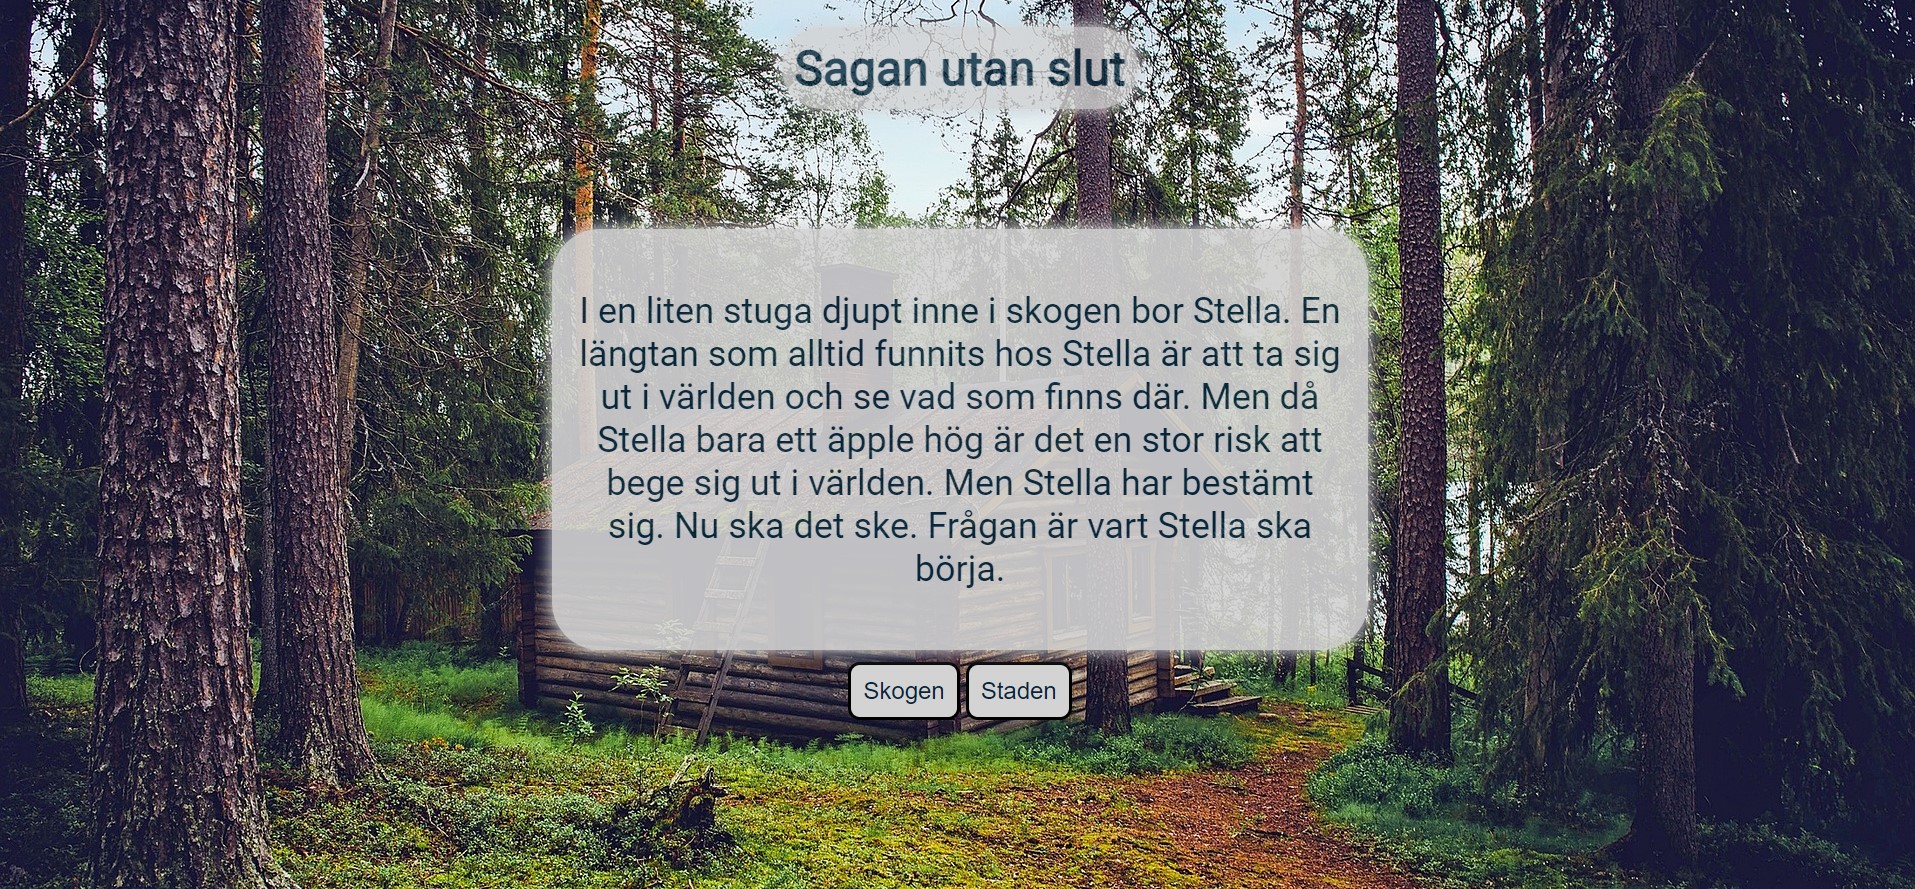 Sagan utan slut
I en liten stuga djupt inne i skogen bor Stella. En
längtan som alltid funnits hos Stella är att ta sig
ut i världen och se vad som finns där. Men då
Stella bara ett äpple hög är det en stor risk att
bege sig ut i världen. Men Stella har bestämt
sig. Nu ska det ske. Frågan är vart Stella ska
börja.
Skogen Staden